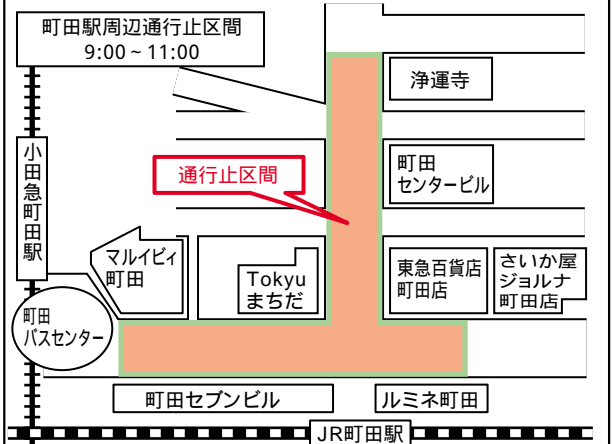 町田駅周辺通行止区間
9:00~11:00
浄運寺
小田急町田駅
通行止区間
町田
センタービル
マルイビィ
町田
Tokyu
まちだ
東急百貨店
町田店
さいか屋
ジョルナ
町田店
町田
バスセンター
町田セブンビル
ルミネ町田
JR町田駅